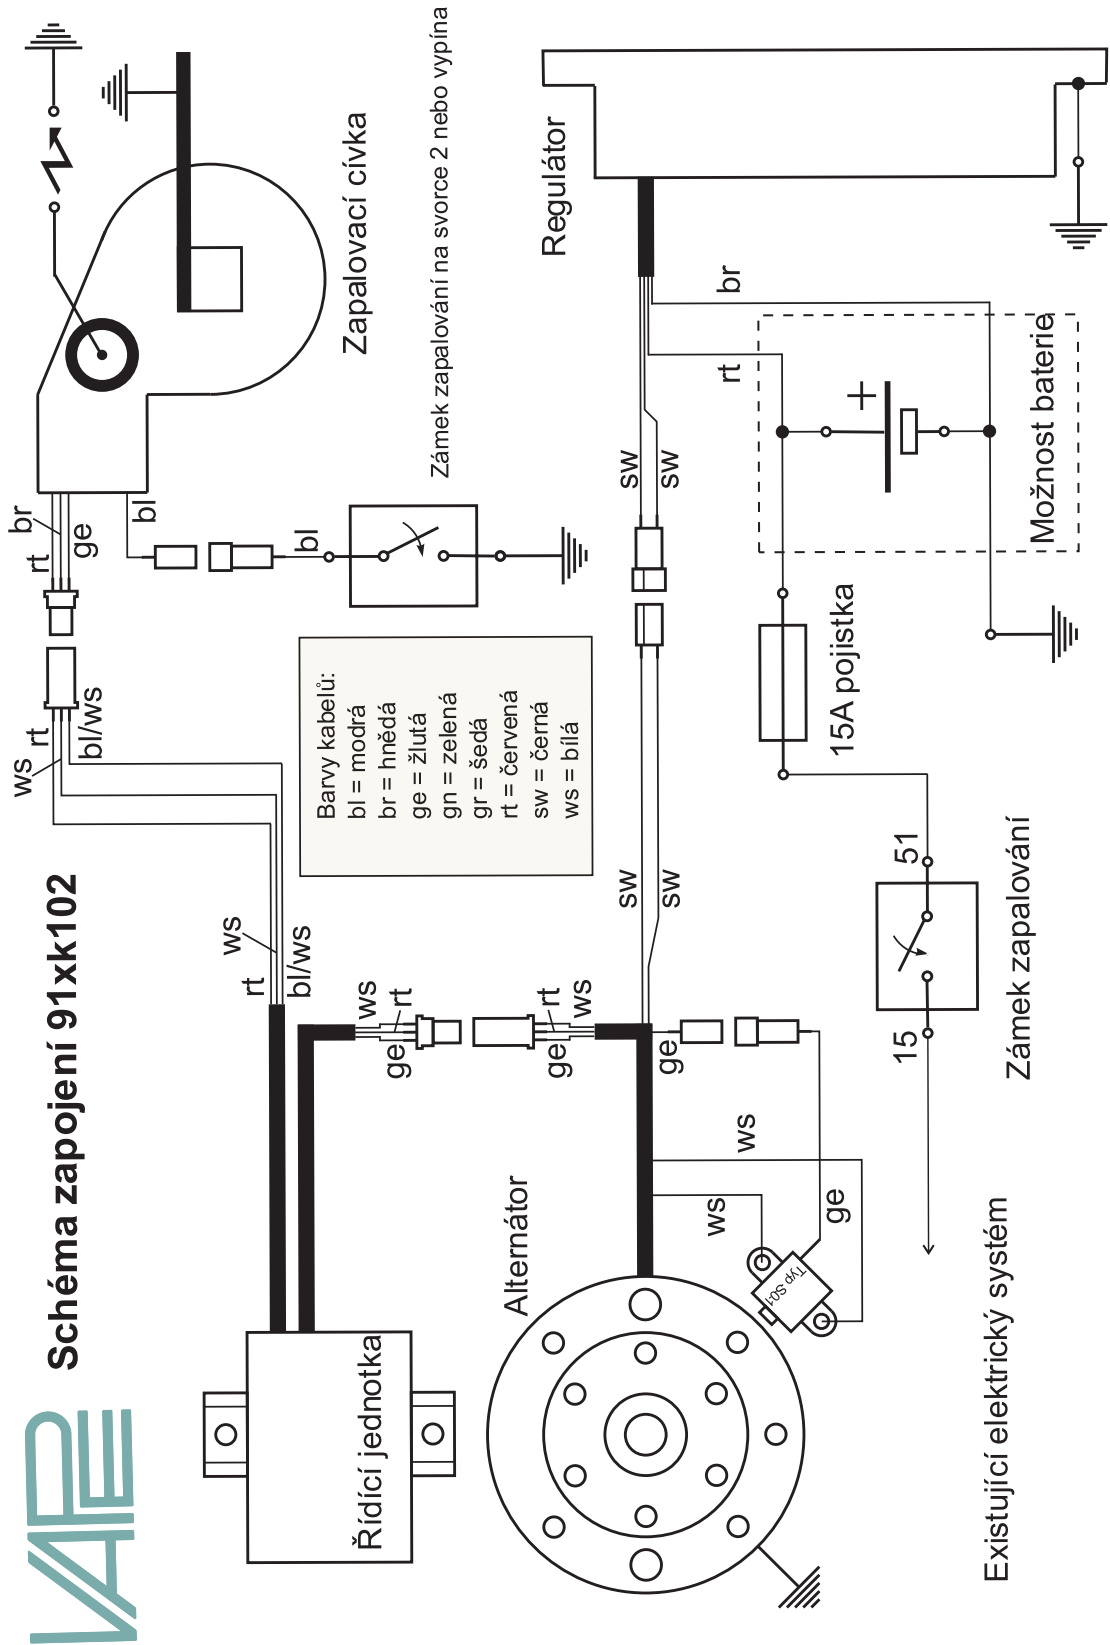 VAPE
Schéma zapojení 91xk102
Řídící jednotka
rt
ws
bl/ws
ws
rt
bl/ws
rt
br
ge
bl
bl
Zapalovací cívka
Zámek zapalování na svorce 2 nebo vypína
Barvy kabelů:
bl = modrá
br = hnědá
ge = žlutá
gn = zelená
gr = šedá
rt = červená
sw = černá
ws = bílá
ws
rt
ge
rt
ws
ge
Alternátor
ge
ws
ws
ge
Typ S01
sw
sw
sw
sw
Regulátor
rt
br
Možnost baterie
15A pojistka
Zámek zapalování
15
51
Existující elektrický systém